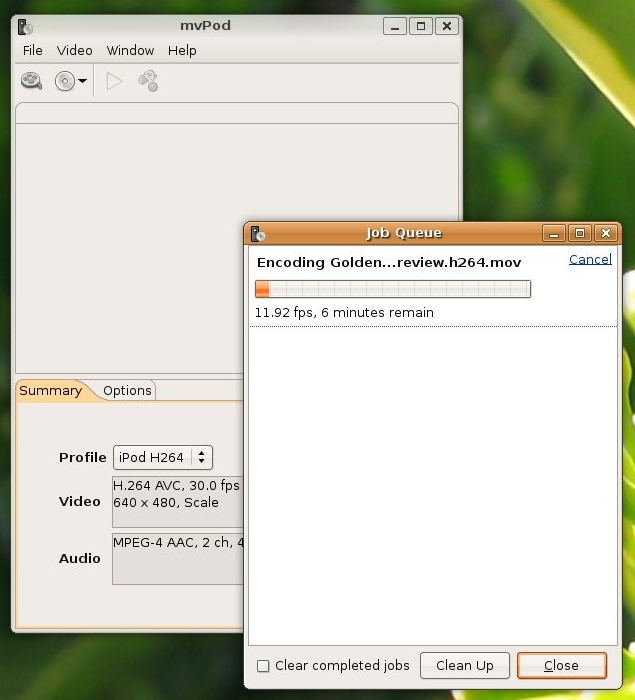 mvPod
File Video Window Help
Job Queue
Encoding Golden...review.h264.mov
Cancel
11.92 fps, 6 minutes remain
Summary
Options
Profile
iPod H264
Video
H.264 AVC, 30.0 fps
640 x 480, Scale
Audio
MPEG-4 AAC, 2 ch, 4
Clear completed jobs
Clean Up
Close